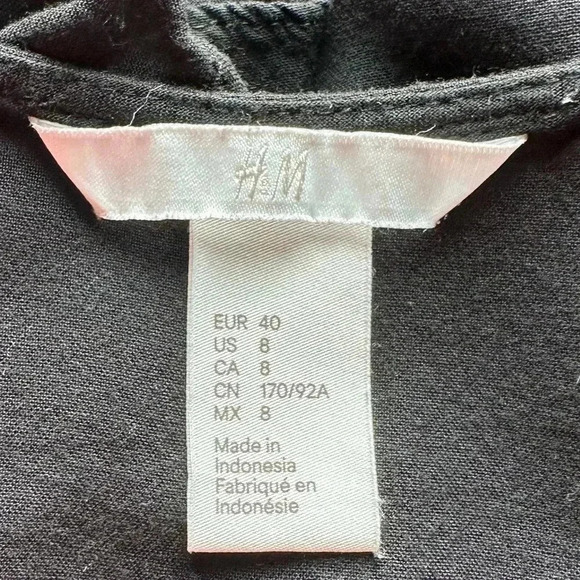 H&M
EUR 40
US 8
CA 8
CN 170/92A
MX 8
Made in
Indonesia
Fabriqué en
Indonésie